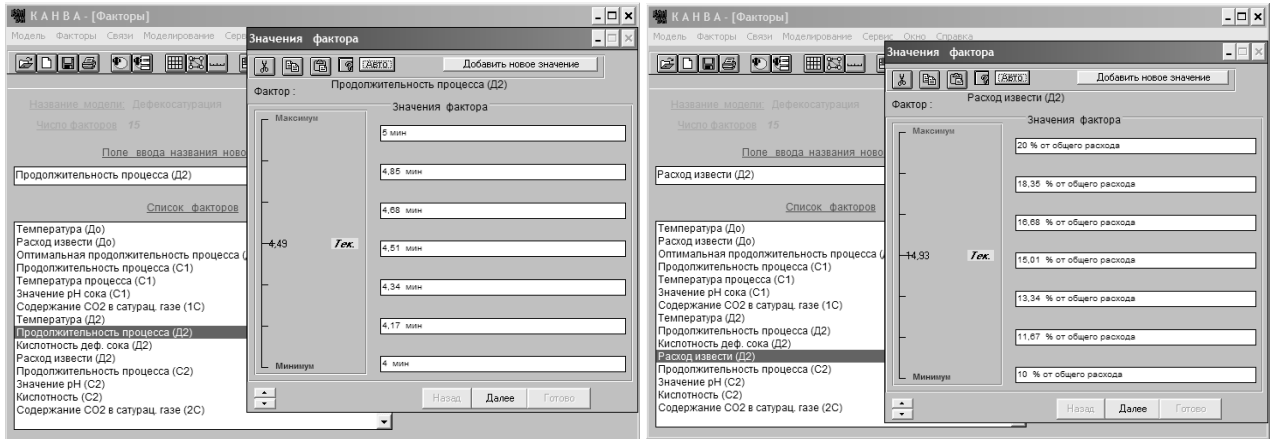 К А Н В А - [Факторы]
Модель Факторы Связи Моделирование Серв
Значения фактора
Авто
Добавить новое значение
Фактор :
Продолжительность процесса (Д2)
Название модели: Дефекосатурация
Число факторов 15
Поле ввода названия ново
Продолжительность процесса (Д2)
Список факторов
Температура (До)
Расход извести (До)
Оптимальная продолжительность процесса (
Продолжительность процесса (С1)
Температура процесса (С1)
Значение pH сока (С1)
Содержание СО2 в сатурац. газе (1С)
Температура (Д2)
Продолжительность процесса (Д2)
Кислотность деф. сока (Д2)
Расход извести (Д2)
Продолжительность процесса (С2)
Значение pH (С2)
Кислотность (С2)
Содержание СО2 в сатурац. газе (2С)
Значения фактора
Максимум
4,49
Тек.
Минимум
5 мин
4,85 мин
4,68 мин
4,51 мин
4,34 мин
4,17 мин
4 мин
Назад Далее Готово
К А Н В А - [Факторы]
Модель Факторы Связи Моделирование Сервис Окно Справка
Значения фактора
Авто
Добавить новое значение
Фактор :
Расход извести (Д2)
Название модели: Дефекосатурация
Число факторов 15
Поле ввода названия ново
Расход извести (Д2)
Список факторов
Температура (До)
Расход извести (До)
Оптимальная продолжительность процесса (
Продолжительность процесса (С1)
Температура процесса (С1)
Значение pH сока (С1)
Содержание СО2 в сатурац. газе (1С)
Температура (Д2)
Продолжительность процесса (Д2)
Кислотность деф. сока (Д2)
Расход извести (Д2)
Продолжительность процесса (С2)
Значение pH (С2)
Кислотность (С2)
Содержание СО2 в сатурац. газе (2С)
Значения фактора
Максимум
14,93
Тек.
Минимум
20 % от общего расхода
18,35 % от общего расхода
16,68 % от общего расхода
15,01 % от общего расхода
13,34 % от общего расхода
11,67 % от общего расхода
10 % от общего расхода
Назад Далее Готово